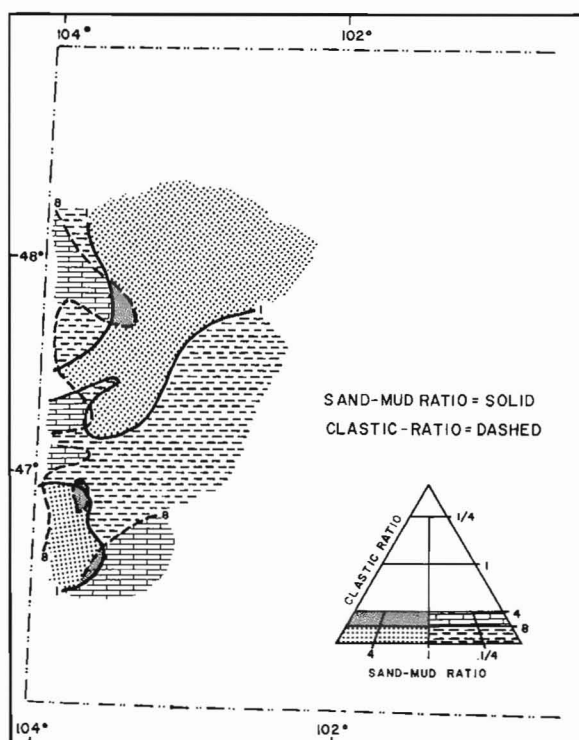 104° 102°
8
48°
1
SAND-MUD RATIO = SOLID
CLASTIC-RATIO = DASHED
47°
8
8
1
CLASTIC RATIO
1/4
1
4
8
4 1 1/4
SAND-MUD RATIO
104° 102°